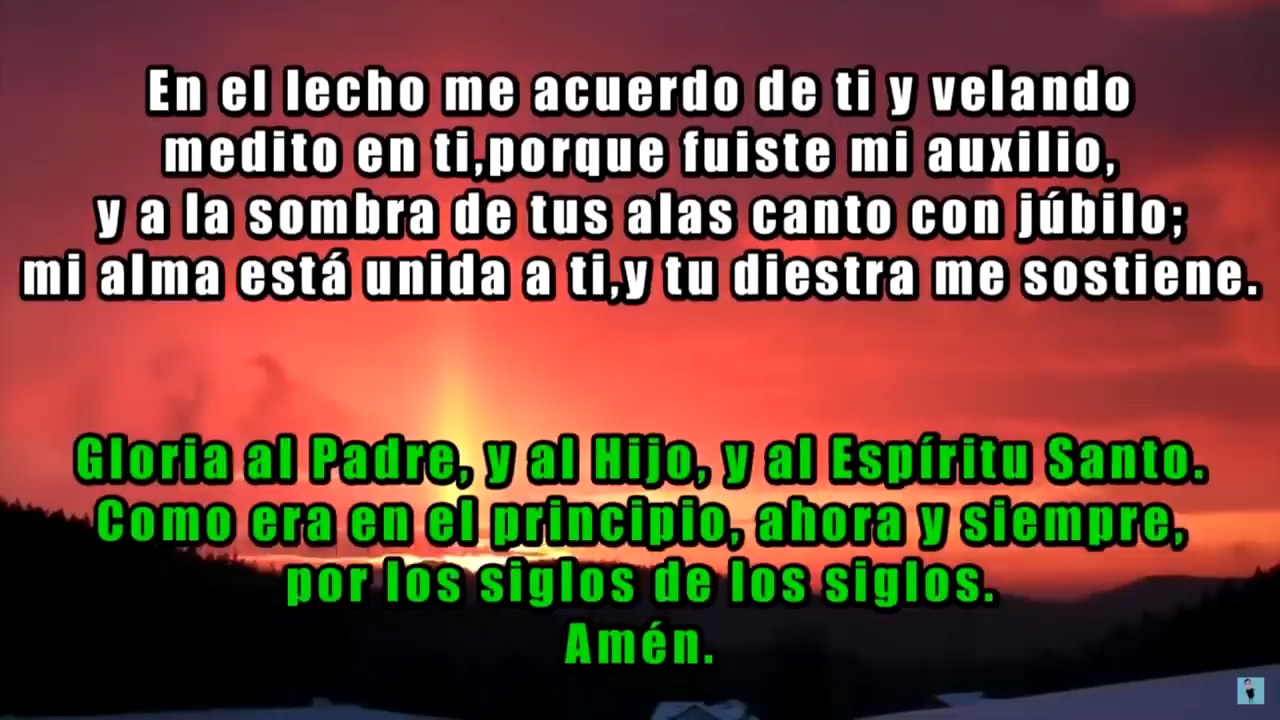 En el lecho me acuerdo de ti y velando
medito en ti,porque fuiste mi auxilio,
y a la sombra de tus alas canto con júbilo;
mi alma está unida a ti,y tu diestra me sostiene.
Gloria al Padre, y al Hijo, y al Espíritu Santo.
Como era en el principio, ahora y siempre,
por los siglos de los siglos.
Amén.